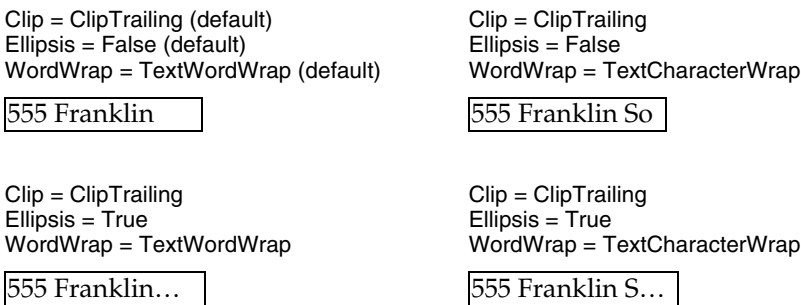 Clip = ClipTrailing (default)
Ellipsis = False (default)
WordWrap = TextWordWrap (default)
555 Franklin
Clip = ClipTrailing
Ellipsis = False
WordWrap = TextCharacterWrap
555 Franklin So
Clip = ClipTrailing
Ellipsis = True
WordWrap = TextWordWrap
555 Franklin…
Clip = ClipTrailing
Ellipsis = True
WordWrap = TextCharacterWrap
555 Franklin S…